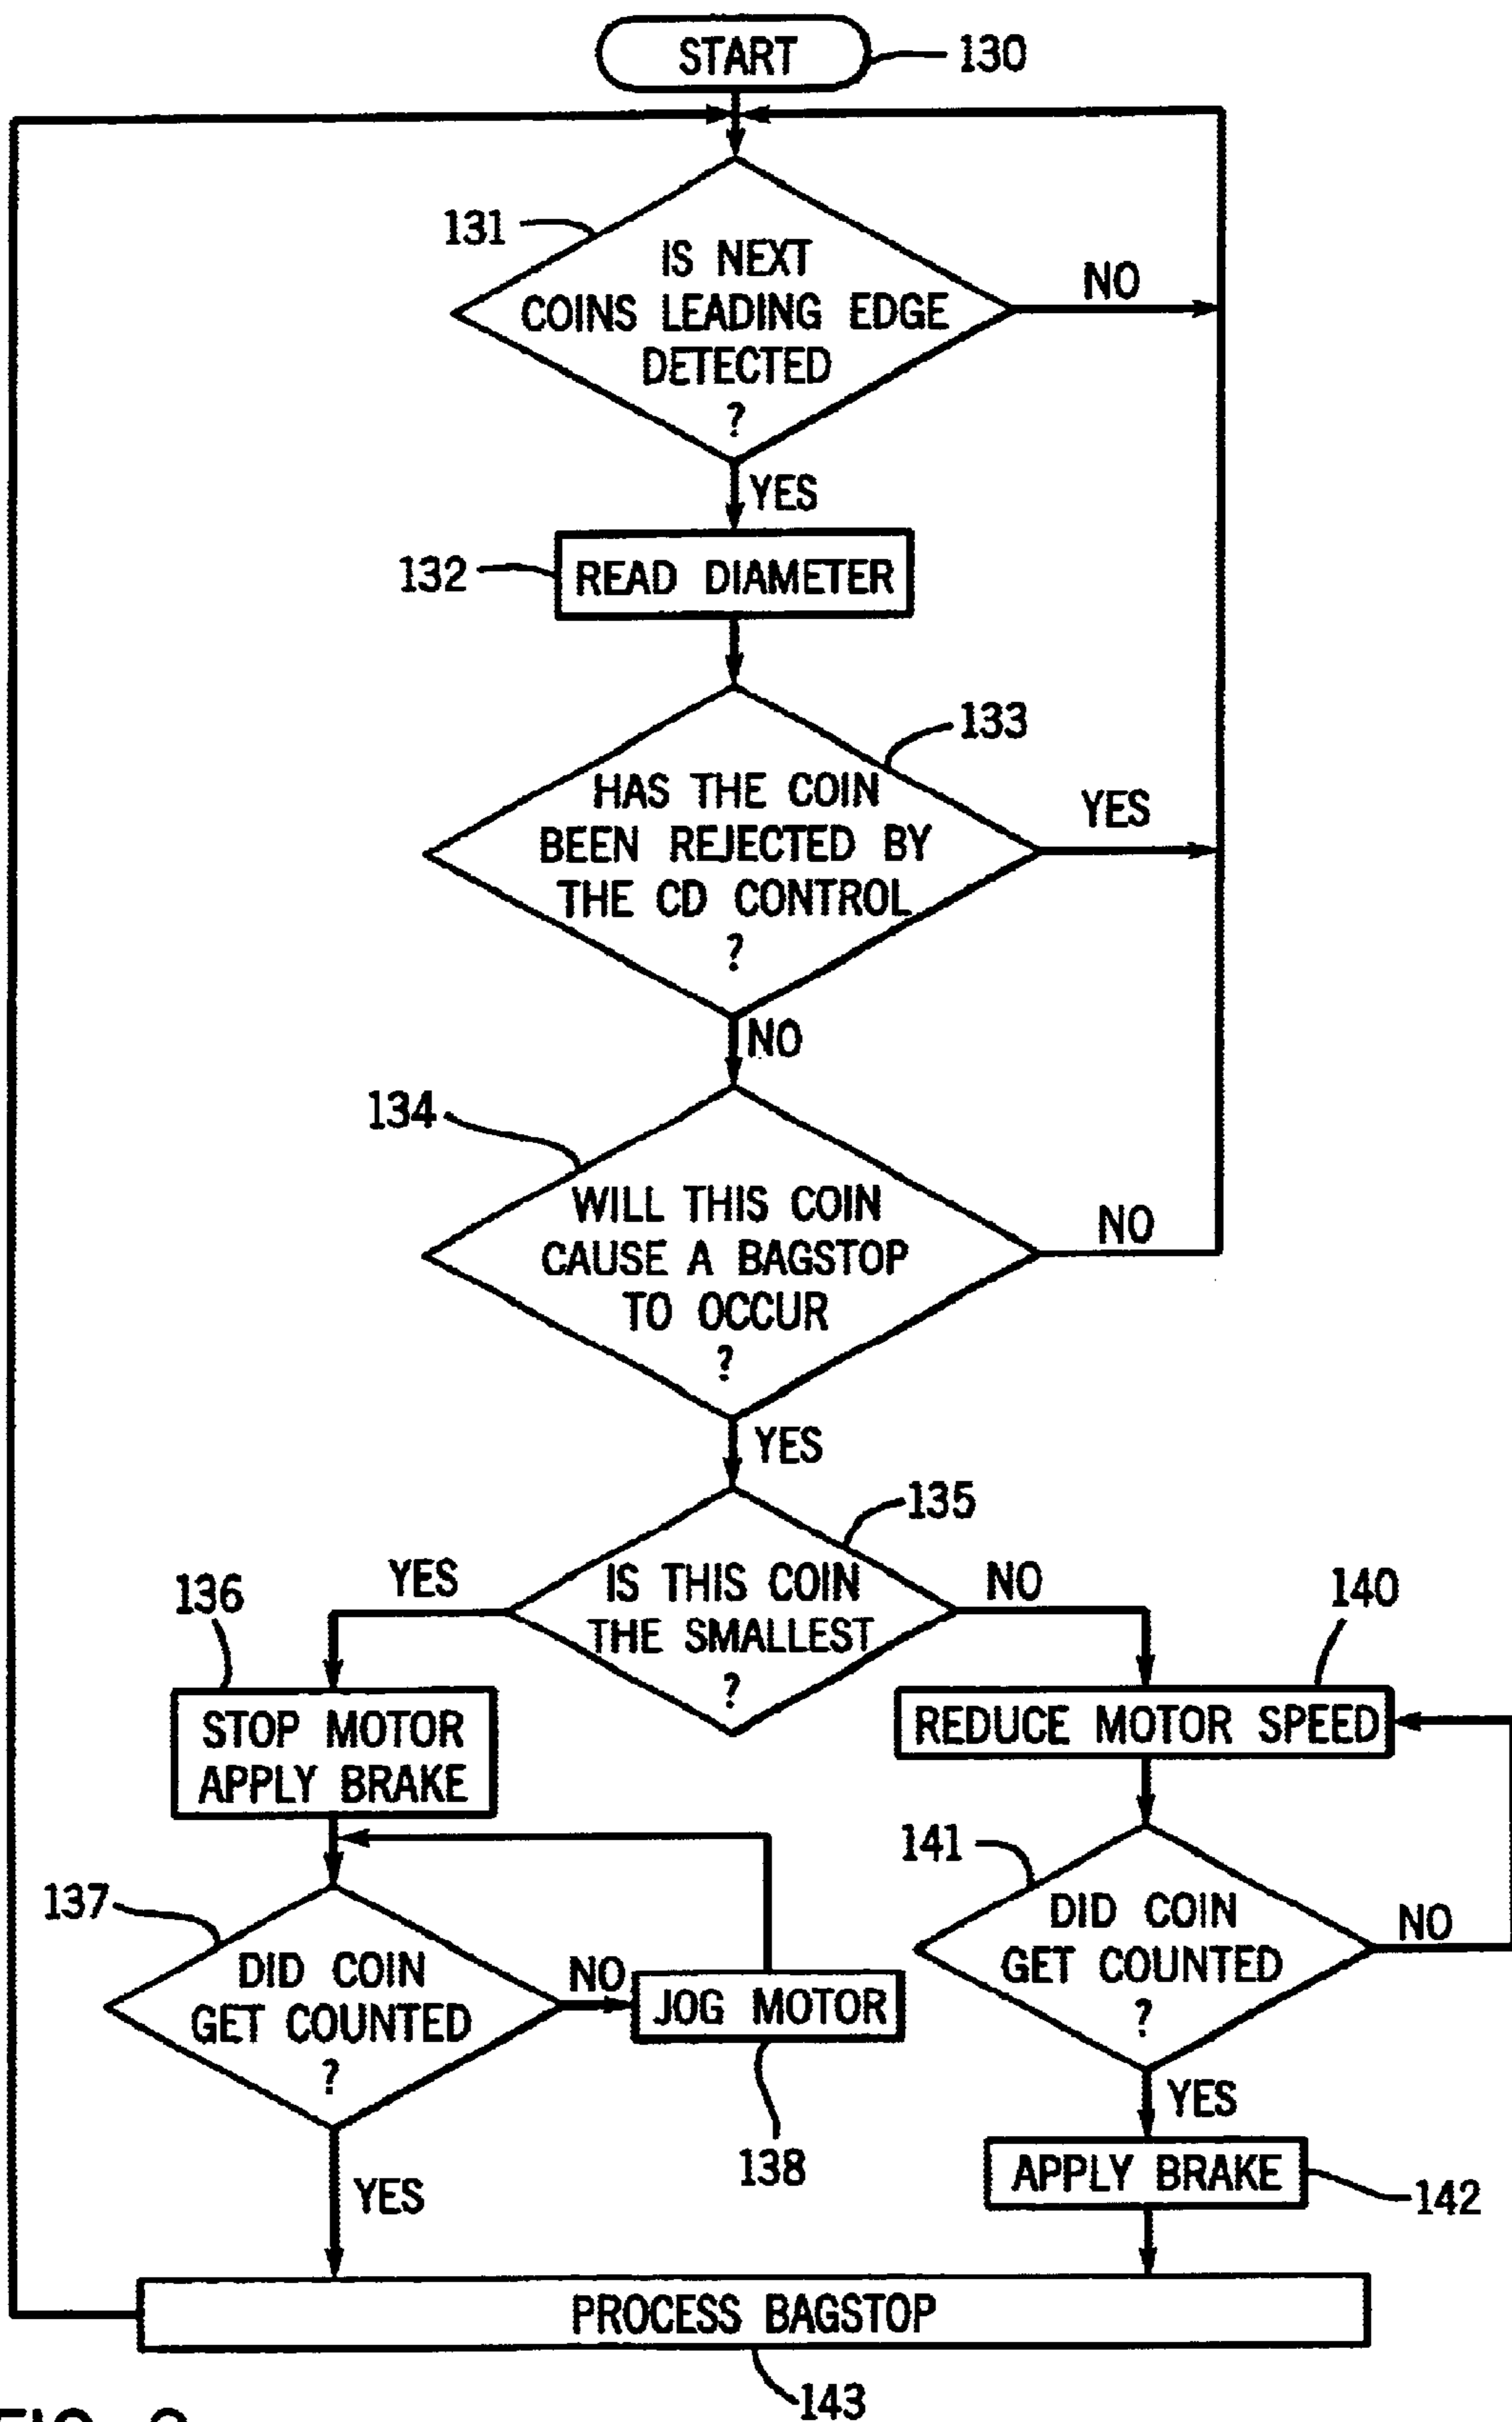 START
130
131
IS NEXT
COINS LEADING EDGE
DETECTED
?
NO
YES
132
READ DIAMETER
133
HAS THE COIN
BEEN REJECTED BY
THE CD CONTROL
?
YES
NO
134
WILL THIS COIN
CAUSE A BAGSTOP
TO OCCUR
?
NO
YES
135
IS THIS COIN
THE SMALLEST
?
YES
NO
136
STOP MOTOR
APPLY BRAKE
140
REDUCE MOTOR SPEED
137
DID COIN
GET COUNTED
?
NO
JOG MOTOR
138
141
DID COIN
GET COUNTED
?
NO
YES
YES
APPLY BRAKE
142
PROCESS BAGSTOP
143